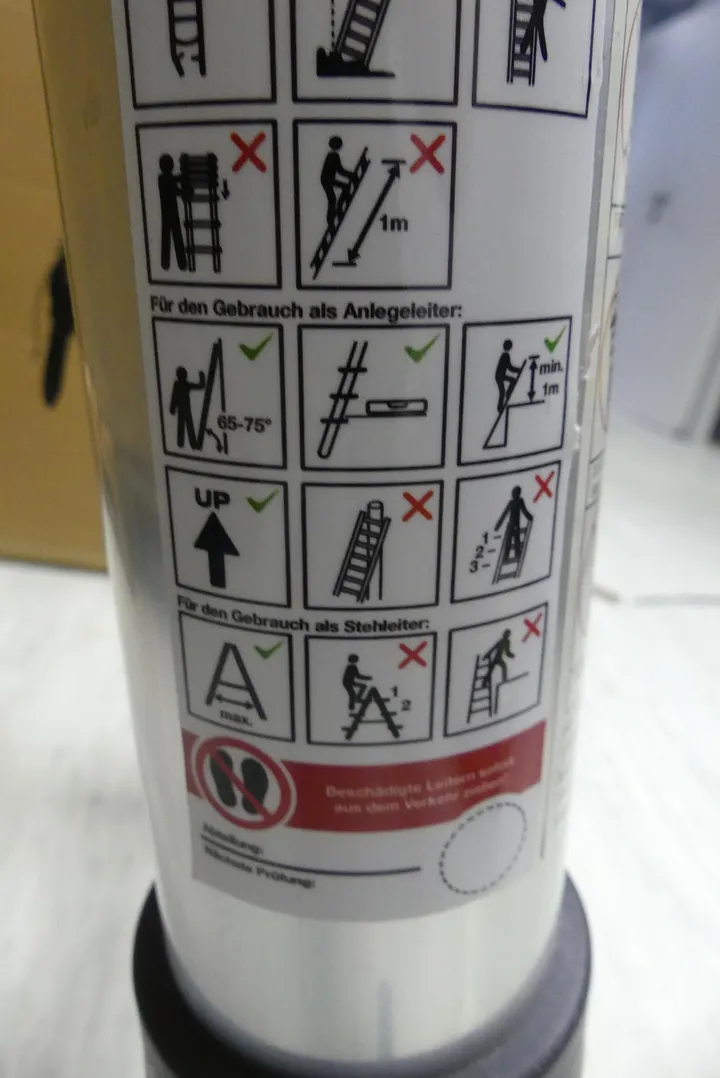 1m
Für den Gebrauch als Anlegeleiter:
65-75°
min.
1m
UP
1
2
3
Für den Gebrauch als Stehleiter:
max.
1
2
Beschädigte Leitern sofort
aus dem Verkehr ziehen
Abteilung:
Nächste Prüfung: